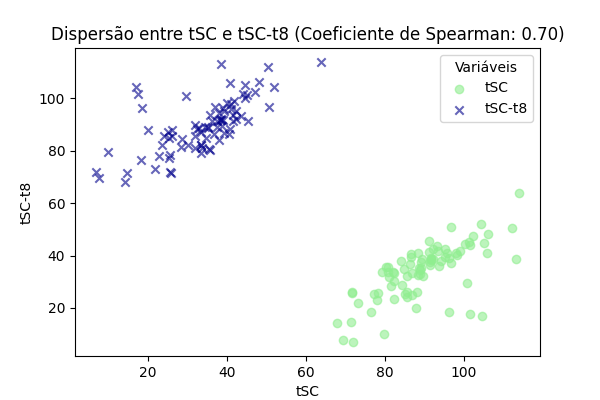 Dispersão entre tSC e tSC-t8 (Coeficiente de Spearman: 0.70)
Variáveis
tSC
tSC-t8
100
80
60
40
20
tSC-t8
20
40
60
80
100
tSC